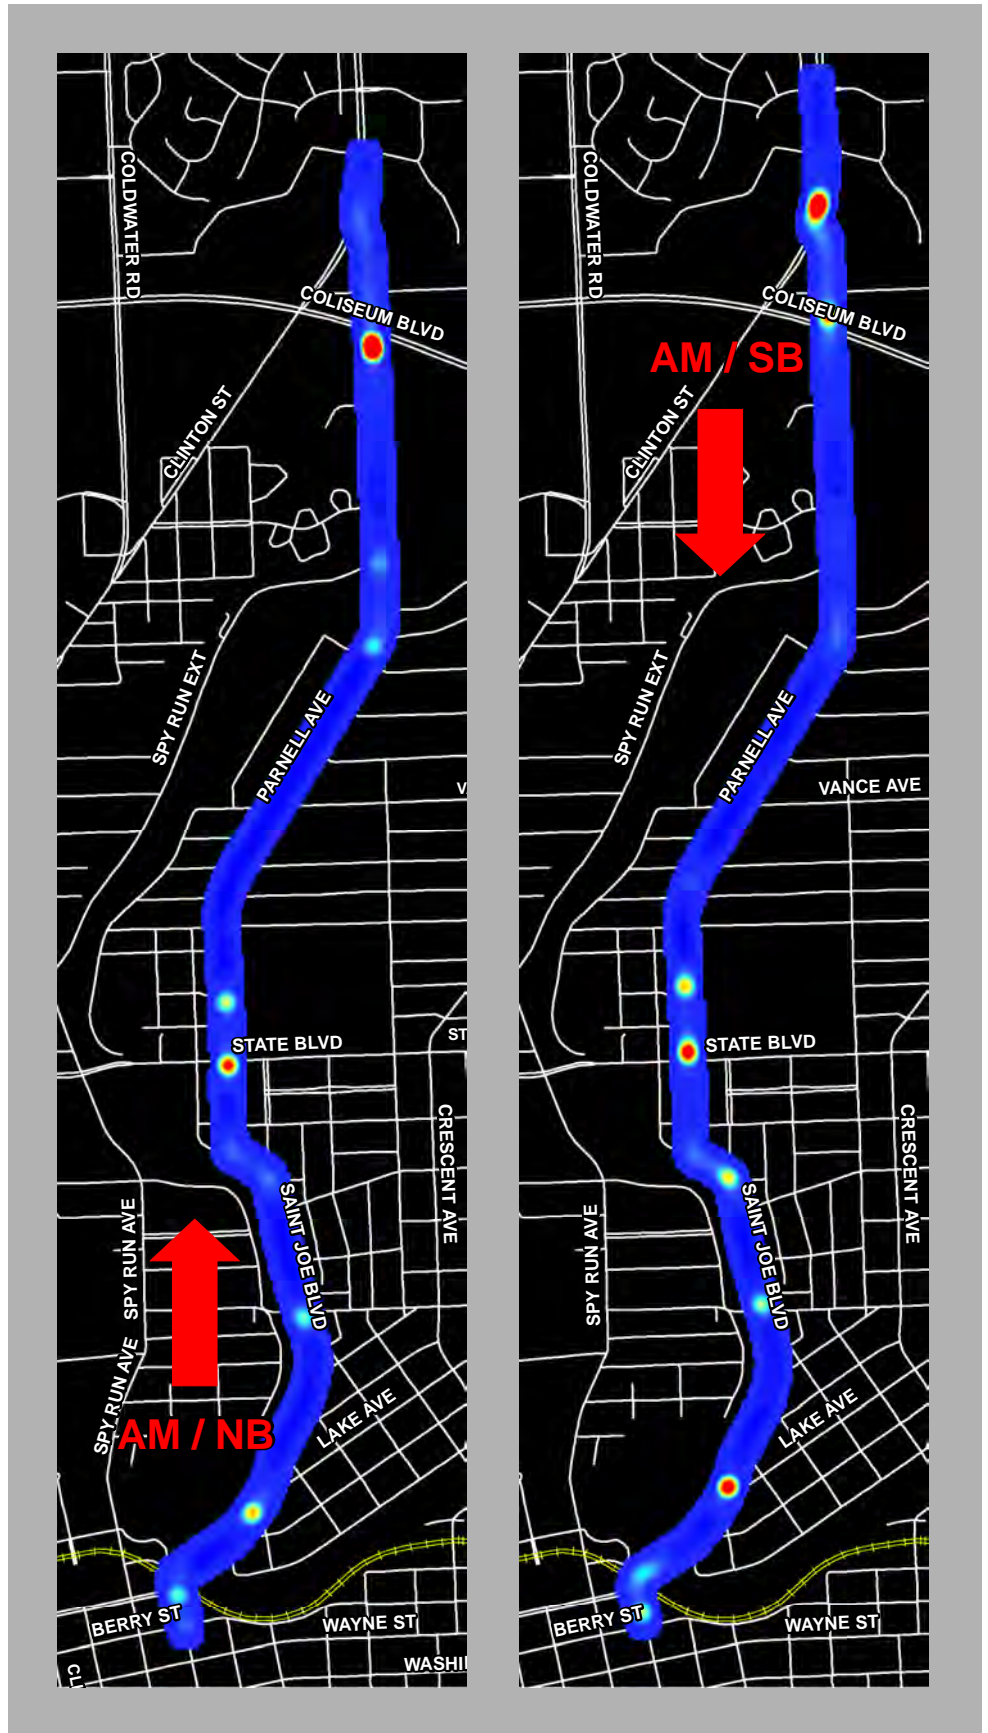 COLDWATER RD
COLISEUM BLVD
CLINTON ST
SPY RUN EXT
PARNELL AVE
V
STATE BLVD
ST
CRESCENT AVE
SAINT JOE BLVD
SPY RUN AVE
SPY RUN AVE
AM / NB
LAKE AVE
BERRY ST
WAYNE ST
WASHI
CL
COLDWATER RD
COLISEUM BLVD
AM / SB
CLINTON ST
SPY RUN EXT
PARNELL AVE
VANCE AVE
STATE BLVD
CRESCENT AVE
SAINT JOE BLVD
SPY RUN AVE
LAKE AVE
BERRY ST
WAYNE ST